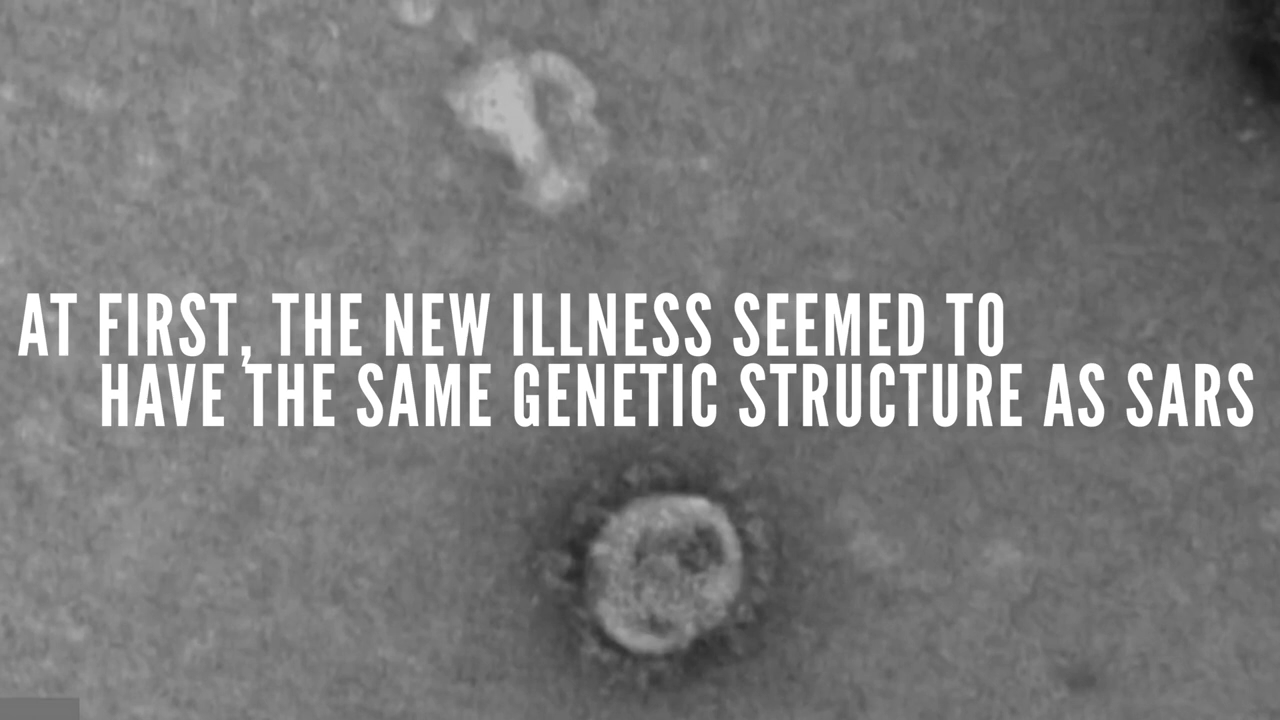 AT FIRST, THE NEW ILLNESS SEEMED TO
HAVE THE SAME GENETIC STRUCTURE AS SARS